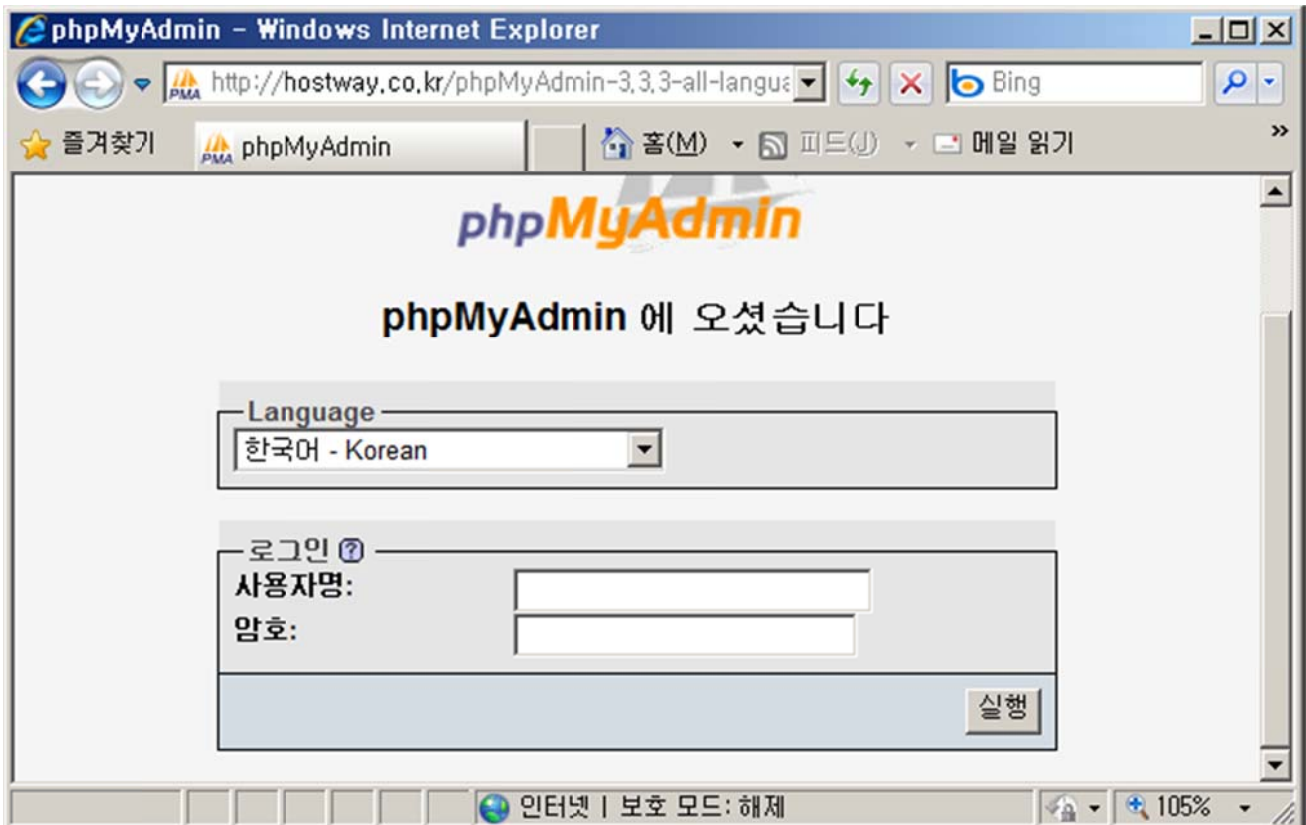 phpMyAdmin - Windows Internet Explorer
http://hostway.co.kr/phpMyAdmin-3.3.3-all-langua
Bing
즐겨찾기
PMA phpMyAdmin
홈(M)
피드(J)
메일 읽기
»
phpMyAdmin
phpMyAdmin 에 오셨습니다
Language
한국어 - Korean
로그인
사용자명:
암호:
실행
인터넷 | 보호 모드: 해제
105%